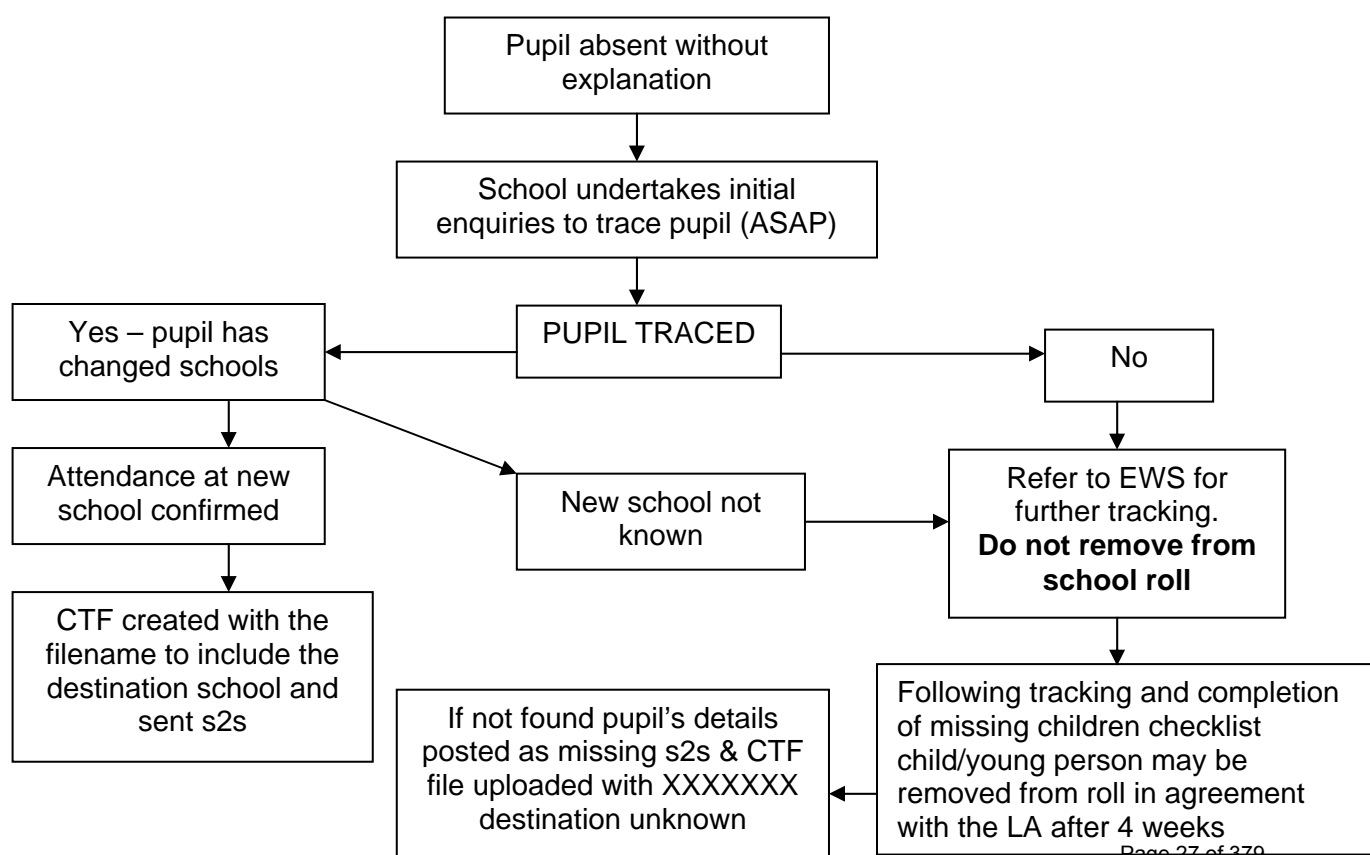 Pupil absent without
explanation
School undertakes initial
enquiries to trace pupil (ASAP)
PUPIL TRACED
Yes – pupil has
changed schools
No
Attendance at new
school confirmed
New school not
known
Refer to EWS for
further tracking.
Do not remove from
school roll
CTF created with the
filename to include the
destination school and
sent s2s
Following tracking and completion
of missing children checklist
child/young person may be
removed from roll in agreement
with the LA after 4 weeks
If not found pupil's details
posted as missing s2s & CTF
file uploaded with XXXXXXX
destination unknown
Page 27 of 379